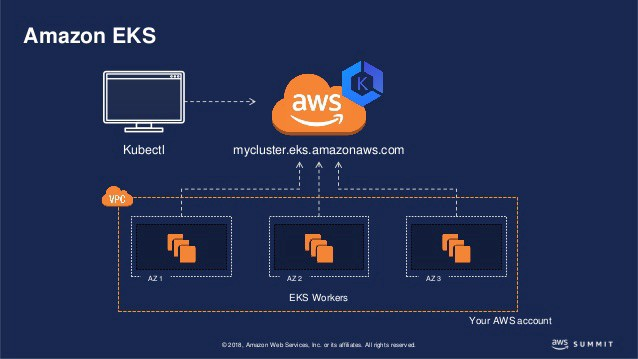 Amazon EKS
K
aws
Kubectl
mycluster.eks.amazonaws.com
VPC
AZ 1
AZ 2
AZ 3
EKS Workers
Your AWS account
© 2018, Amazon Web Services, Inc. or its affiliates. All rights reserved.
aws SUMMIT